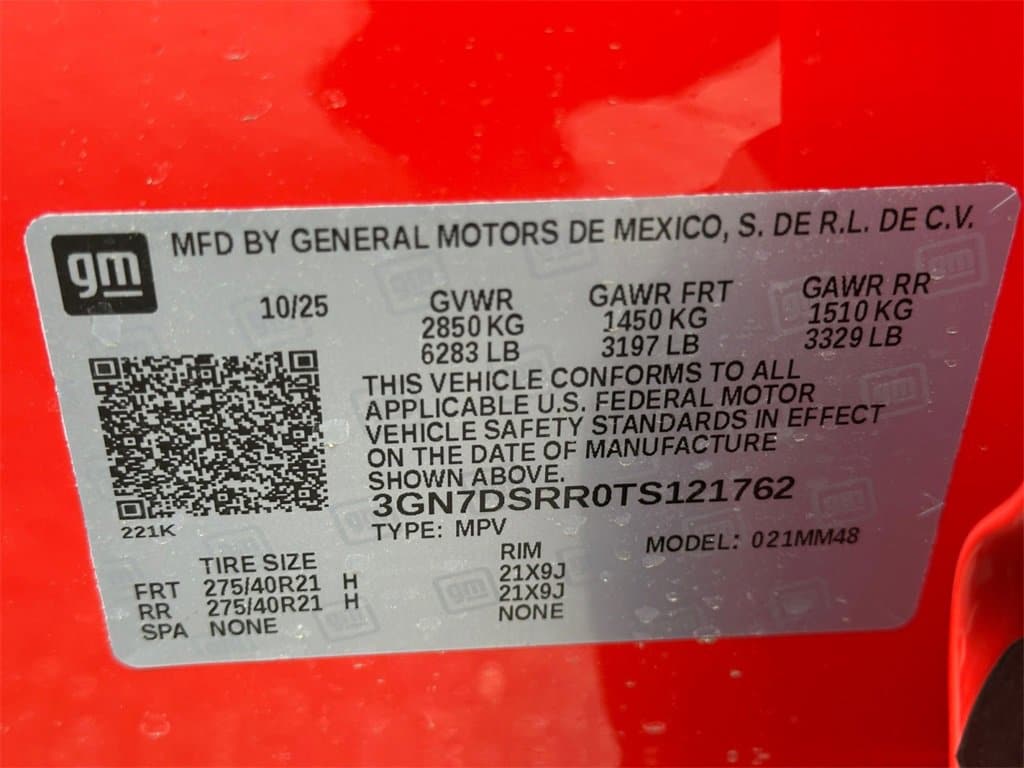 gm
MFD BY GENERAL MOTORS DE MEXICO, S. DE R.L. DE C.V.
10/25 GVWR GAWR FRT GAWR RR
2850 KG 1450 KG 1510 KG
6283 LB 3197 LB 3329 LB
THIS VEHICLE CONFORMS TO ALL
APPLICABLE U.S. FEDERAL MOTOR
VEHICLE SAFETY STANDARDS IN EFFECT
ON THE DATE OF MANUFACTURE
SHOWN ABOVE.
3GN7DSRR0TS121762
221K
TYPE: MPV MODEL: 021MM48
TIRE SIZE RIM
FRT 275/40R21 H 21X9J
RR 275/40R21 H 21X9J
SPA NONE NONE